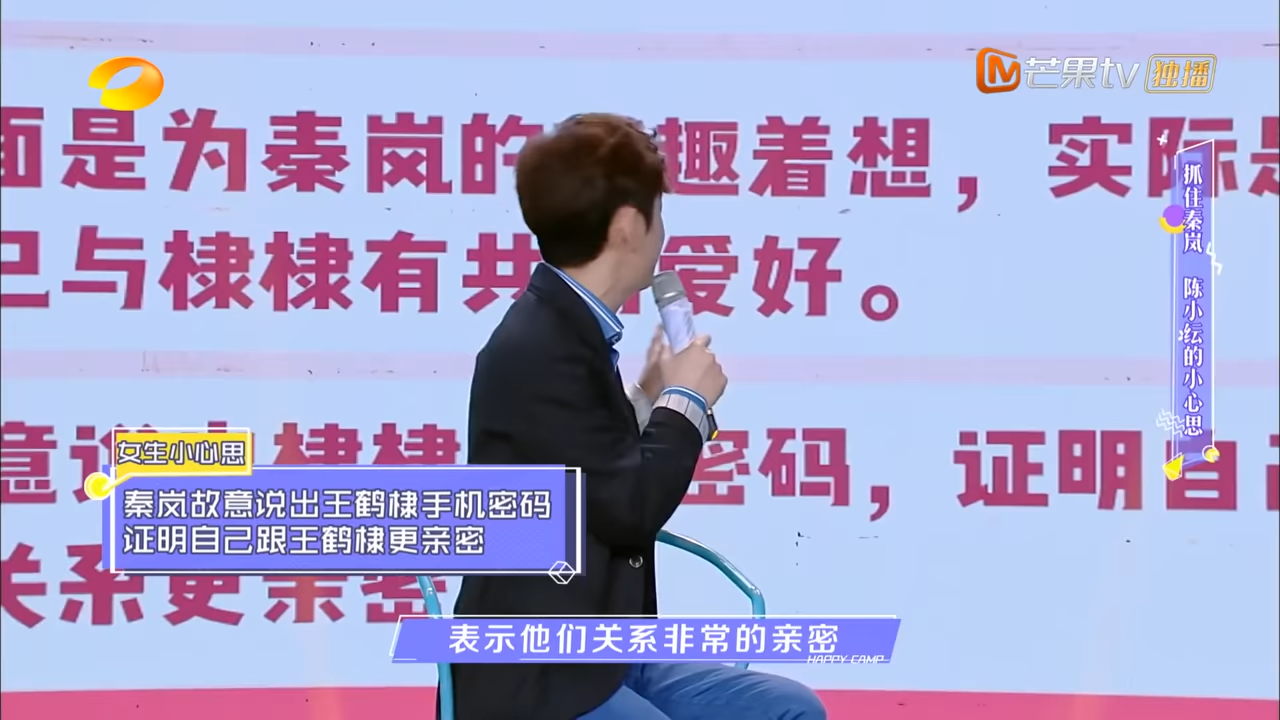 芒果tv 独播
面是为秦岚的 趣着想，实际是
己与棣棣有共 爱好。
意说 棣棣 密码，证明自己
关系更亲密
抓住秦岚 陈小纭的小心思
女生小心思
秦岚故意说出王鹤棣手机密码
证明自己跟王鹤棣更亲密
表示他们关系非常的亲密
HAPPY CAMP